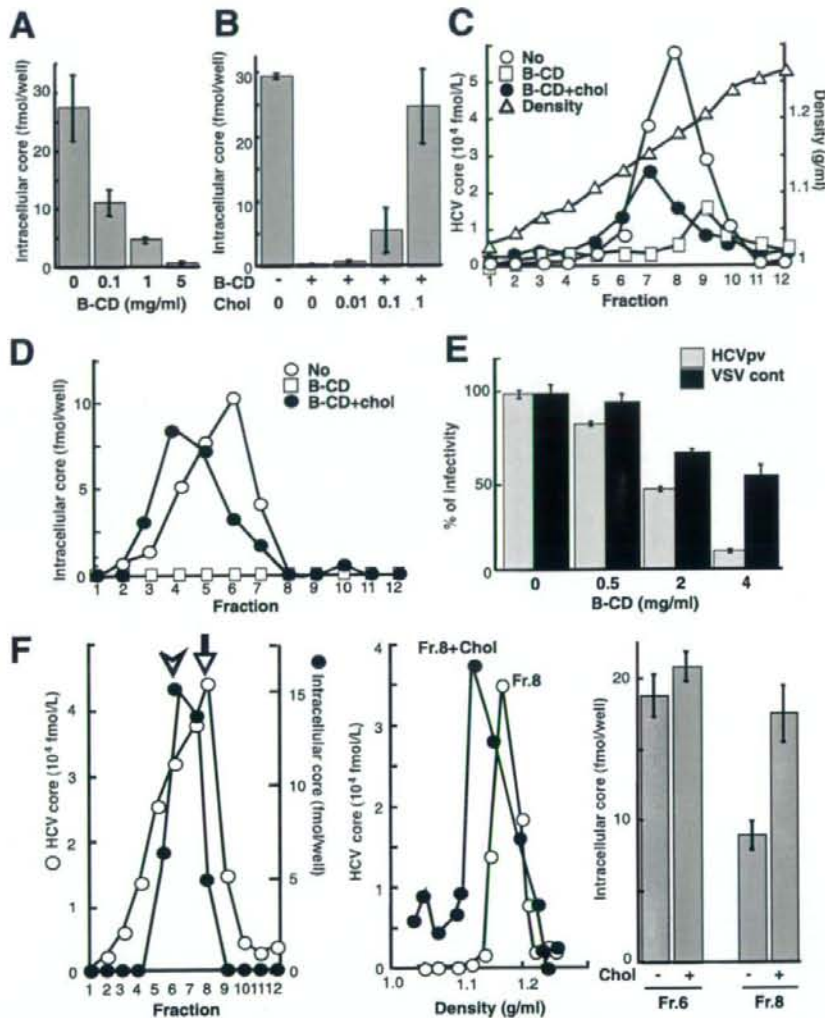 A
Intracellular core (fmol/well)
30
20
10
0
0 0.1 1 5
B-CD (mg/ml)
B
Intracellular core (fmol/well)
30
20
10
0
B-CD - + + + +
Chol 0 0 0.01 0.1 1
C
No
B-CD
B-CD+chol
Density
HCV core (10⁴ fmol/L)
6
5
4
3
2
1
0
Density (g/ml)
1.2
1.1
1
1 2 3 4 5 6 7 8 9 10 11 12
Fraction
D
No
B-CD
B-CD+chol
Intracellular core (fmol/well)
10
5
0
1 2 3 4 5 6 7 8 9 10 11 12
Fraction
E
HCVpv
VSV cont
% of infectivity
100
50
0
0 0.5 2 4
B-CD (mg/ml)
F
HCV core (10⁴ fmol/L)
4
3
2
1
0
Intracellular core (fmol/well)
15
10
5
0
1 2 3 4 5 6 7 8 9 10 11 12
Fraction
Fr.8+Chol
Fr.8
HCV core (10⁴ fmol/L)
4
3
2
1
0
1.0 1.1 1.2
Density (g/ml)
Intracellular core (fmol/well)
20
10
0
Chol - + - +
Fr.6 Fr.8